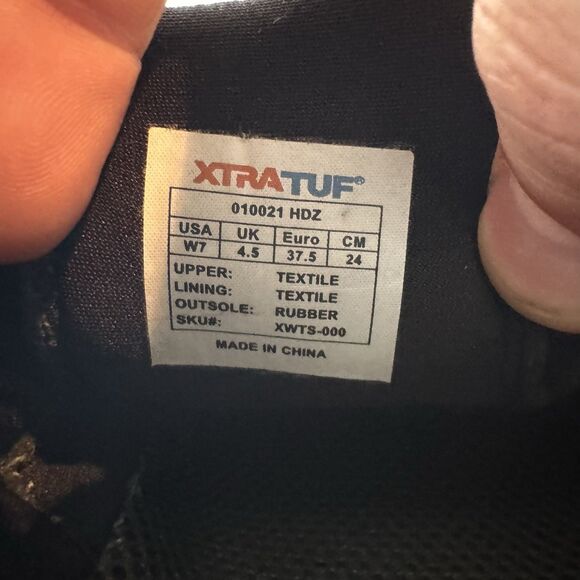 XTRATUF®
010021 HDZ
USA UK Euro CM
W7 4.5 37.5 24
UPPER: TEXTILE
LINING: TEXTILE
OUTSOLE: RUBBER
SKU#: XWTS-000
MADE IN CHINA